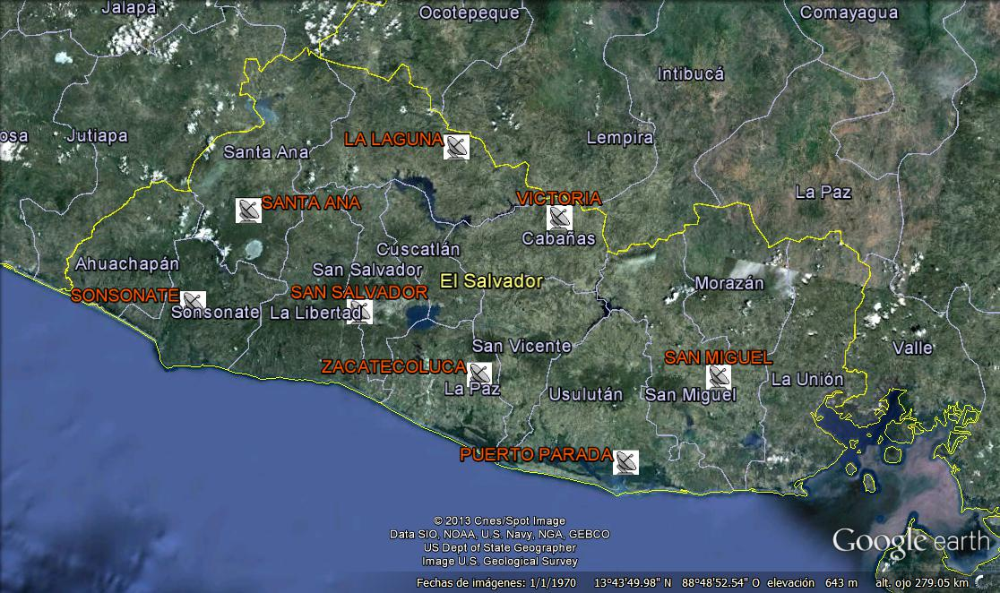 Jalapa
Ocotepeque
Comayagua
Intibucá
osa
Jutiapa
Santa Ana
LA LAGUNA
Lempira
SANTA ANA
VICTORIA
La Paz
Cabañas
Cuscatlán
Ahuachapán
San Salvador
El Salvador
Morazán
SONSONATE
SAN SALVADOR
Sonsonate
La Libertad
San Vicente
Valle
ZACATECOLUCA
SAN MIGUEL
La Paz
Usulután
San Miguel
La Unión
PUERTO PARADA
© 2013 Cnes/Spot Image
Data SIO, NOAA, U.S. Navy, NGA, GEBCO
US Dept of State Geographer
Image U.S. Geological Survey
Google earth
Fechas de imágenes: 1/1/1970 13°43'49.98" N 88°48'52.54" O elevación 643 m alt. ojo 279.05 km